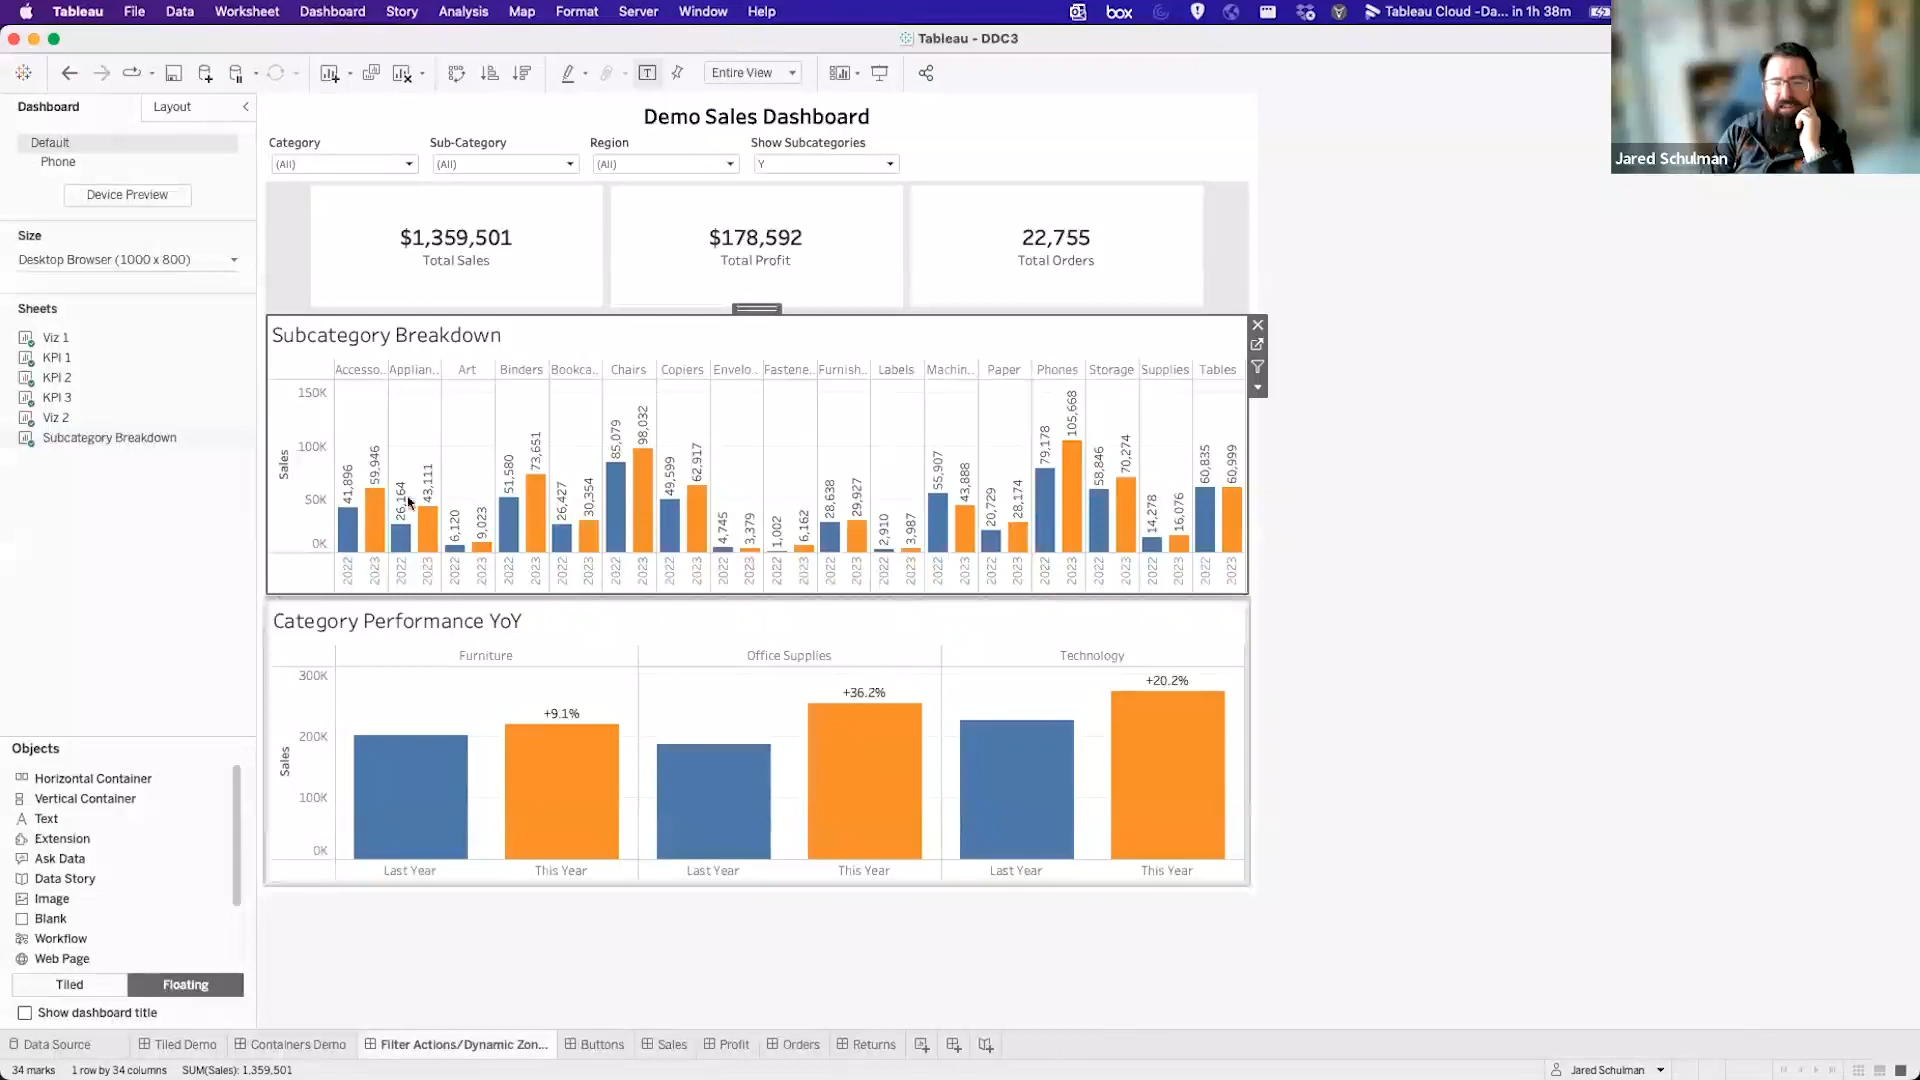 Tableau File Data Worksheet Dashboard Story Analysis Map Format Server Window Help
box
Tableau Cloud -Da... in 1h 38m
Tableau - DDC3
Entire View
Dashboard Layout
Default
Phone
Device Preview
Size
Desktop Browser (1000 x 800)
Sheets
Viz 1
KPI 1
KPI 2
KPI 3
Viz 2
Subcategory Breakdown
Objects
Horizontal Container
Vertical Container
Text
Extension
Ask Data
Data Story
Image
Blank
Workflow
Web Page
Tiled Floating
Show dashboard title
Demo Sales Dashboard
Category Sub-Category Region Show Subcategories
(All) (All) (All) Y
$1,359,501 $178,592 22,755
Total Sales Total Profit Total Orders
Subcategory Breakdown
Accesso.. Applian.. Art Binders Bookca.. Chairs Copiers Envelo.. Fastene.. Furnish.. Labels Machin.. Paper Phones Storage Supplies Tables
150K
100K
50K
0K
Sales
41,896 59,946 26,164 43,111 6,120 9,023 51,580 73,651 26,427 30,354 85,079 98,032 49,599 62,917 4,745 3,379 1,002 6,162 28,638 29,927 2,910 3,987 55,907 43,888 20,729 28,174 79,178 105,668 58,846 70,274 14,278 16,076 60,835 60,999
2022 2023 2022 2023 2022 2023 2022 2023 2022 2023 2022 2023 2022 2023 2022 2023 2022 2023 2022 2023 2022 2023 2022 2023 2022 2023 2022 2023 2022 2023 2022 2023 2022 2023
Category Performance YoY
Furniture Office Supplies Technology
300K
200K
100K
0K
Sales
+9.1% +36.2% +20.2%
Last Year This Year Last Year This Year Last Year This Year
Jared Schulman
Data Source Tiled Demo Containers Demo Filter Actions/Dynamic Zon... Buttons Sales Profit Orders Returns
34 marks 1 row by 34 columns SUM(Sales): 1,359,501
Jared Schulman